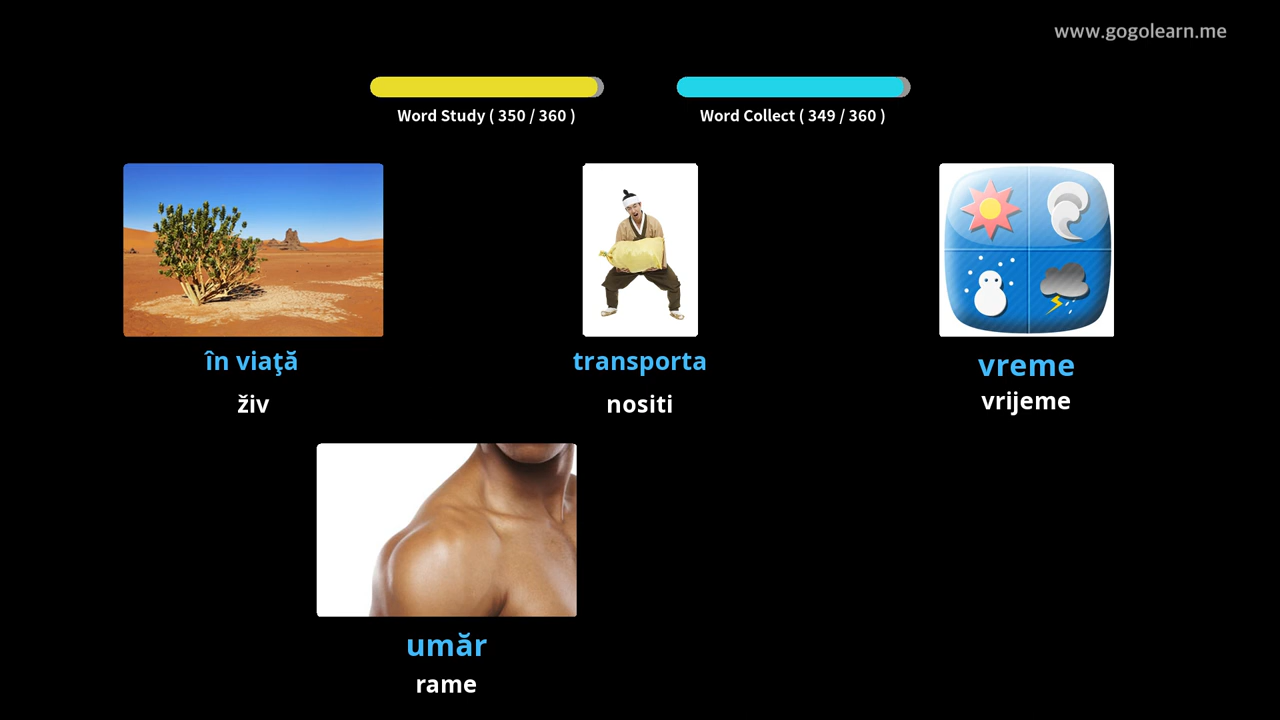 www.gogolearn.me
Word Study ( 350 / 360 )
Word Collect ( 349 / 360 )
în viaţă
živ
transporta
nositi
vreme
vrijeme
umăr
rame